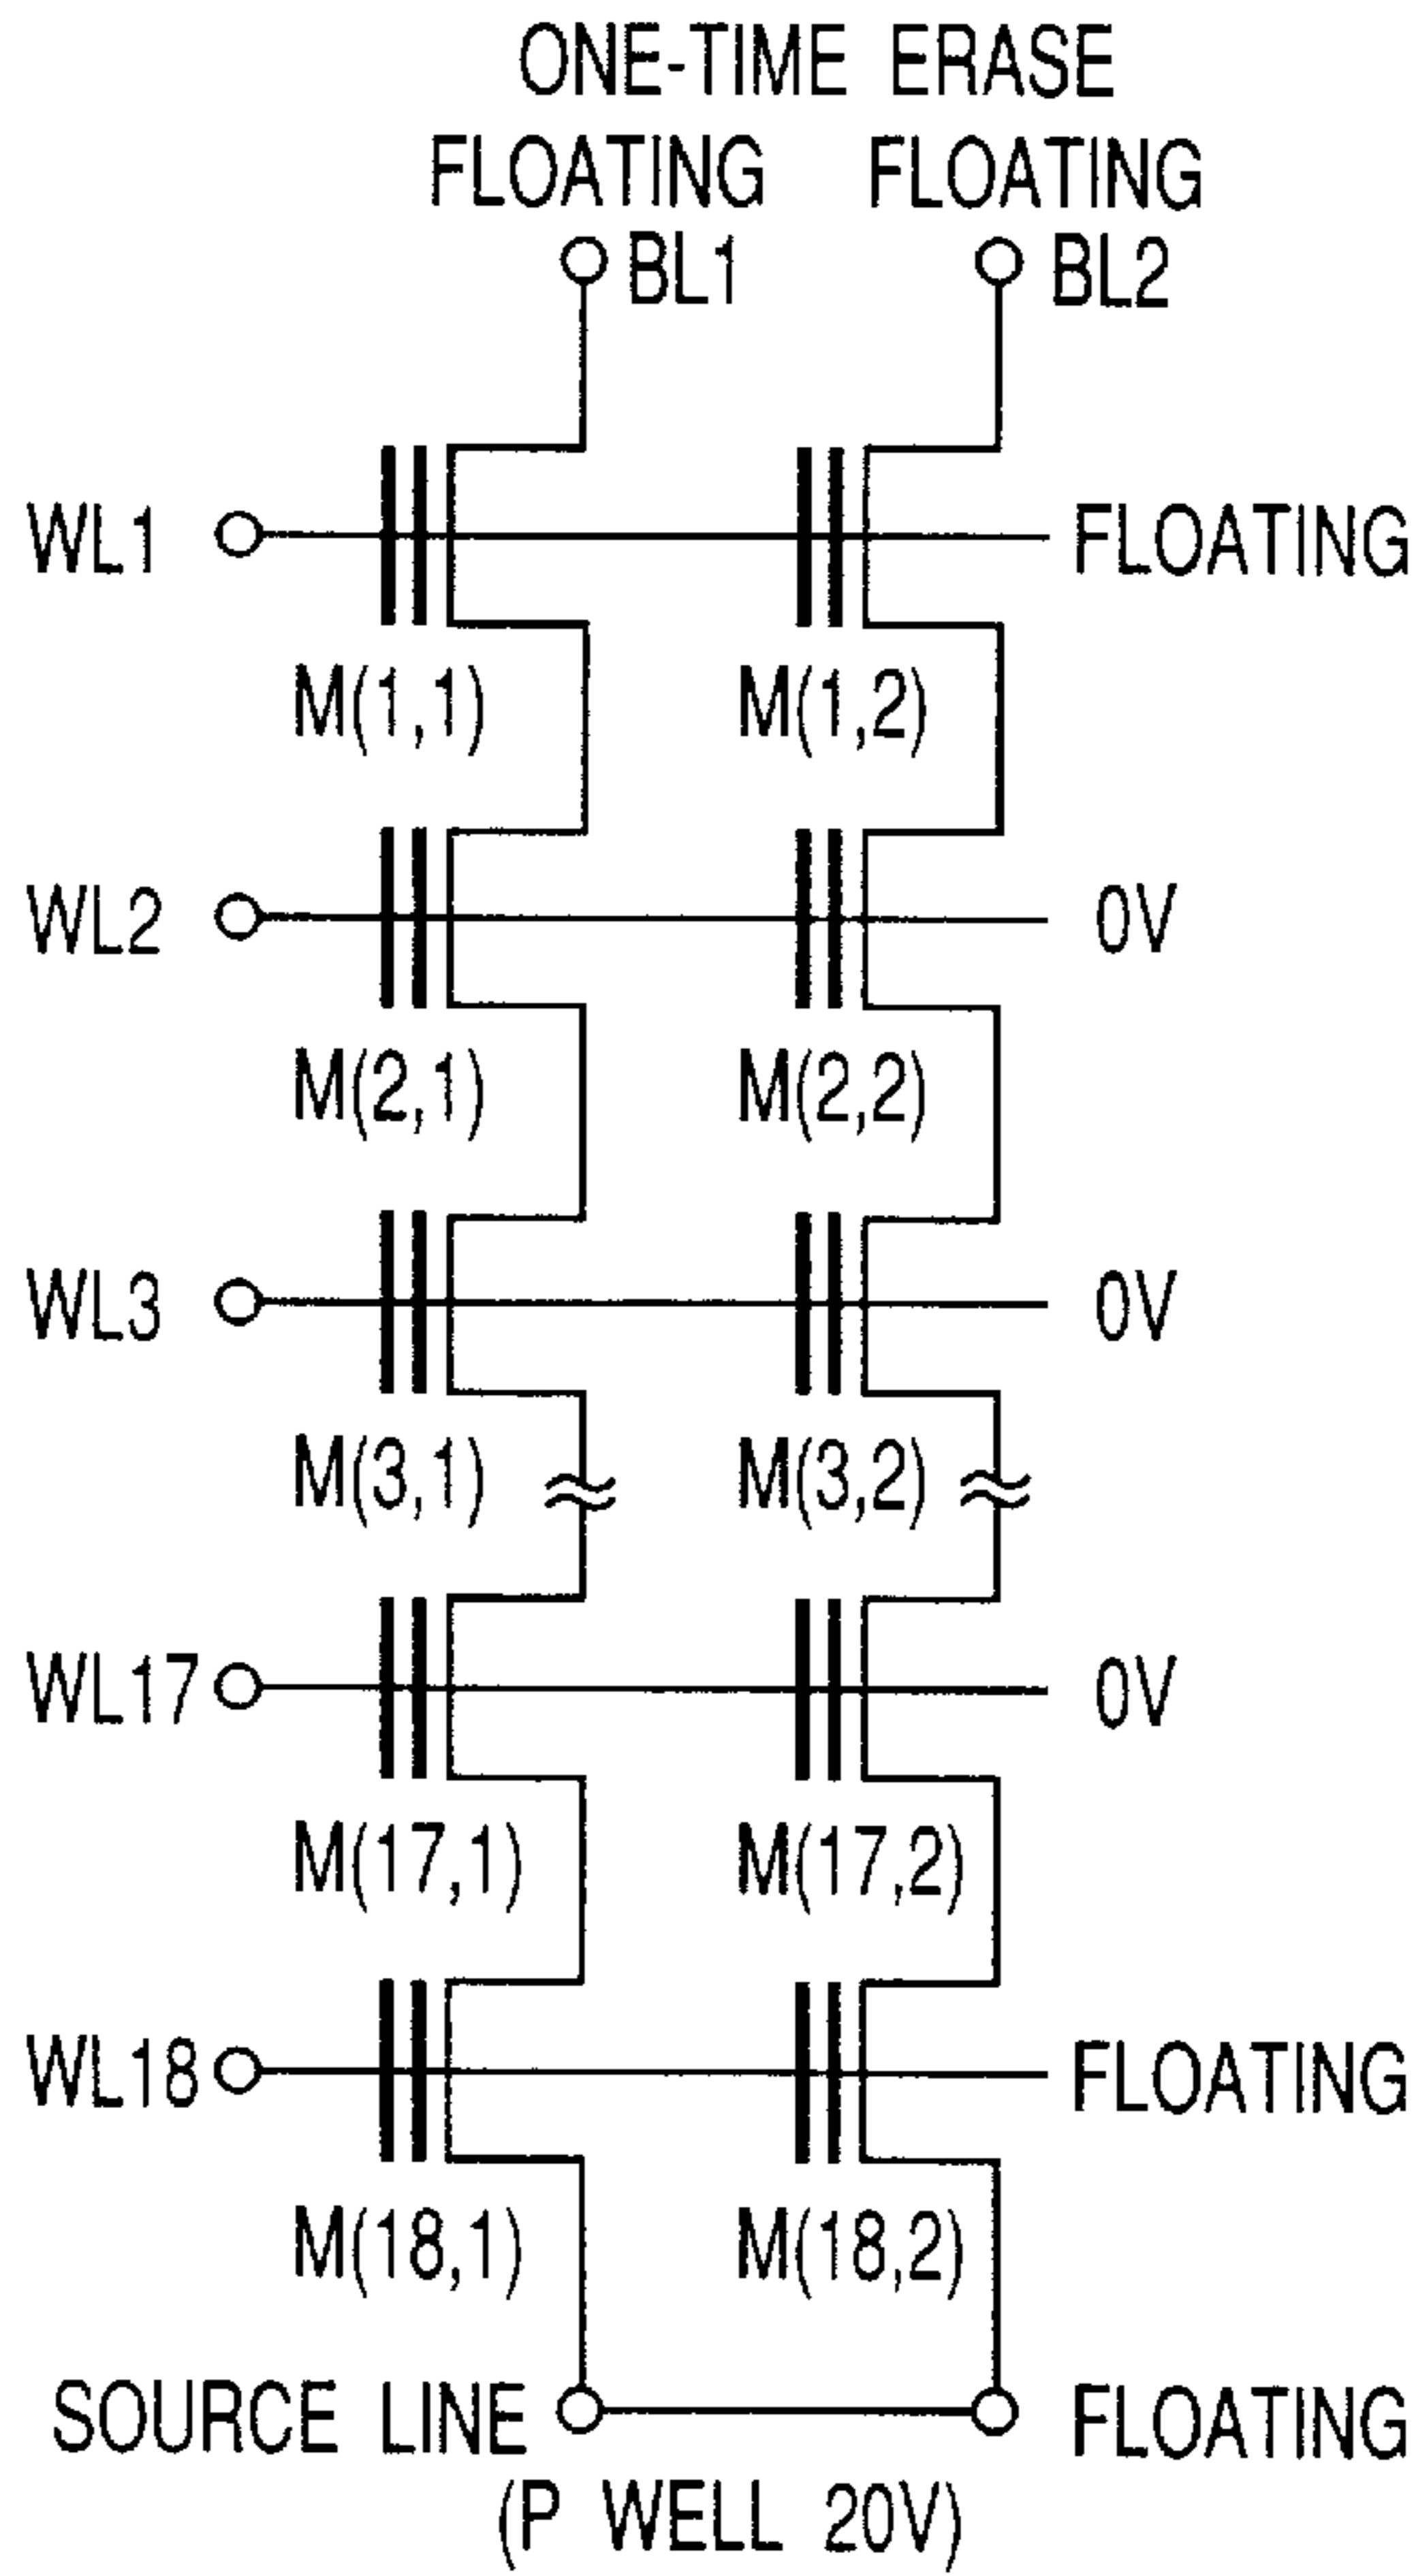 ONE-TIME ERASE
FLOATING FLOATING
BL1 BL2
WL1 FLOATING
M(1,1) M(1,2)
WL2 0V
M(2,1) M(2,2)
WL3 0V
M(3,1) M(3,2)
WL17 0V
M(17,1) M(17,2)
WL18 FLOATING
M(18,1) M(18,2)
SOURCE LINE FLOATING
(P WELL 20V)